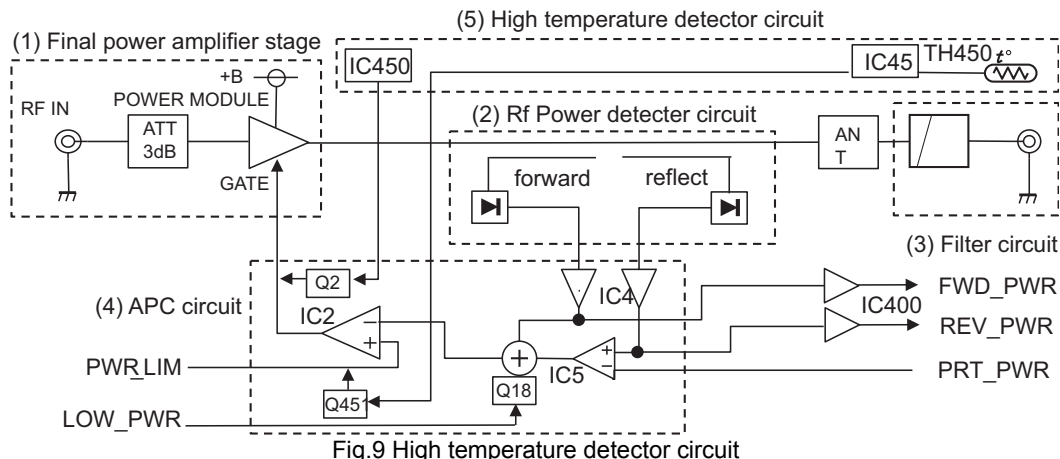 (5) High temperature detector circuit
(1) Final power amplifier stage
IC450
IC45
TH450
t°
+B
RF IN
POWER MODULE
(2) Rf Power detecter circuit
ATT
3dB
AN
T
forward
reflect
GATE
(3) Filter circuit
Q2
(4) APC circuit
IC4
FWD_PWR
IC2
IC400
REV_PWR
PWR_LIM
IC5
PRT_PWR
Q18
Q45
LOW_PWR
Fig.9 High temperature detector circuit